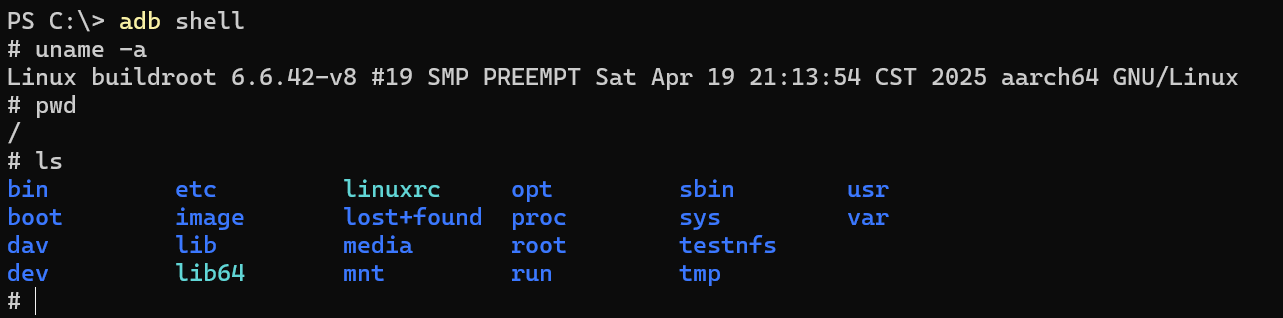 PS C:\> adb shell
# uname -a
Linux buildroot 6.6.42-v8 #19 SMP PREEMPT Sat Apr 19 21:13:54 CST 2025 aarch64 GNU/Linux
# pwd
/
# ls
bin etc linuxrc opt sbin usr
boot image lost+found proc sys var
dav lib media root testnfs
dev lib64 mnt run tmp
#